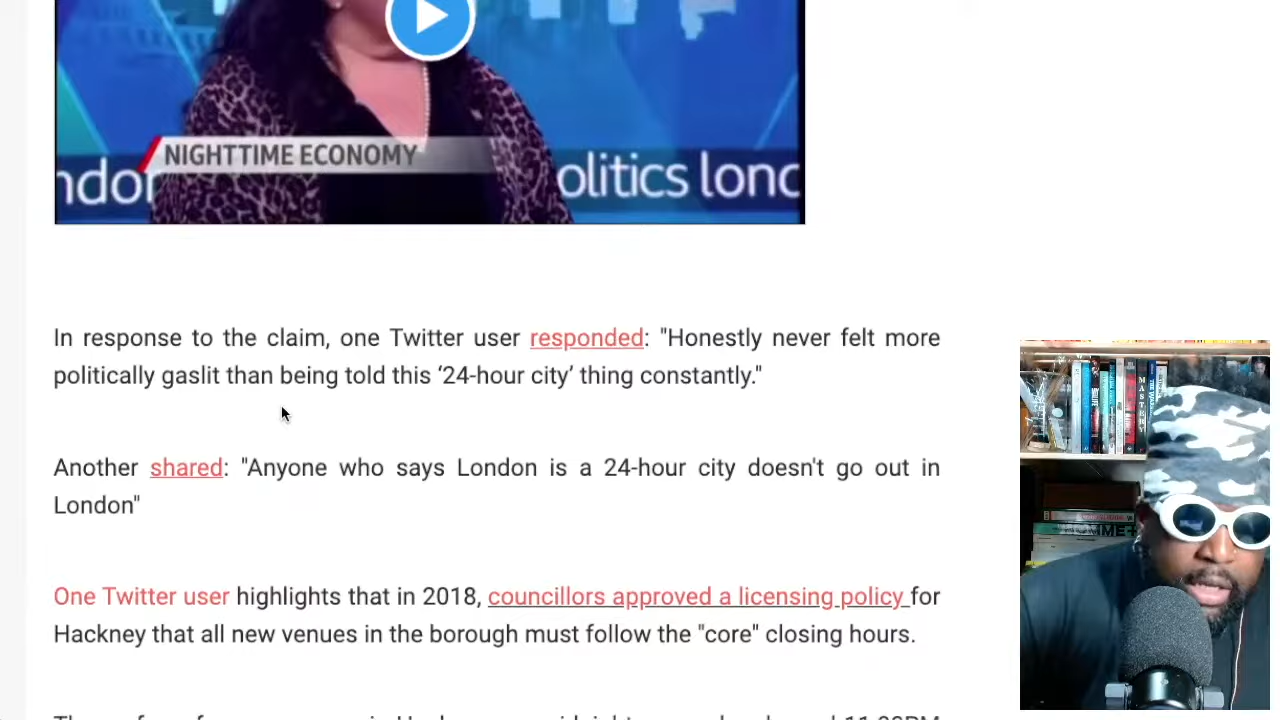 NIGHTTIME ECONOMY
ndon
olitics lond
In response to the claim, one Twitter user responded: "Honestly never felt more
politically gaslit than being told this ‘24-hour city’ thing constantly."
Another shared: "Anyone who says London is a 24-hour city doesn't go out in
London"
One Twitter user highlights that in 2018, councillors approved a licensing policy for
Hackney that all new venues in the borough must follow the "core" closing hours.
MASTERY